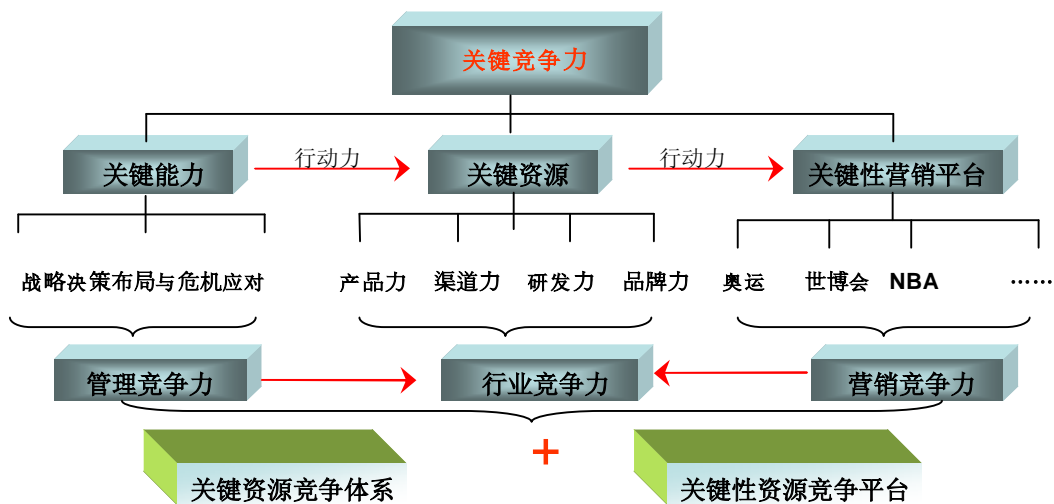 关键竞争力
关键能力
行动力
关键资源
行动力
关键性营销平台
战略决策布局与危机应对
产品力
渠道力
研发力
品牌力
奥运
世博会
NBA
……
管理竞争力
行业竞争力
营销竞争力
+
关键资源竞争体系
关键性资源竞争平台